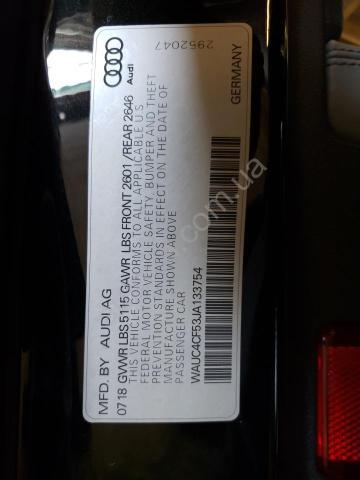 MFD. BY AUDI AG
07 18 GVWR LBS 5115 GAWR LBS FRONT 2601 / REAR 2646
THIS VEHICLE CONFORMS TO ALL APPLICABLE U.S.
FEDERAL MOTOR VEHICLE SAFETY, BUMPER AND THEFT
PREVENTION STANDARDS IN EFFECT ON THE DATE OF
MANUFACTURE SHOWN ABOVE
PASSENGER CAR
WAUC4CF53JA133754
GERMANY
Audi
2952047
.com.ua